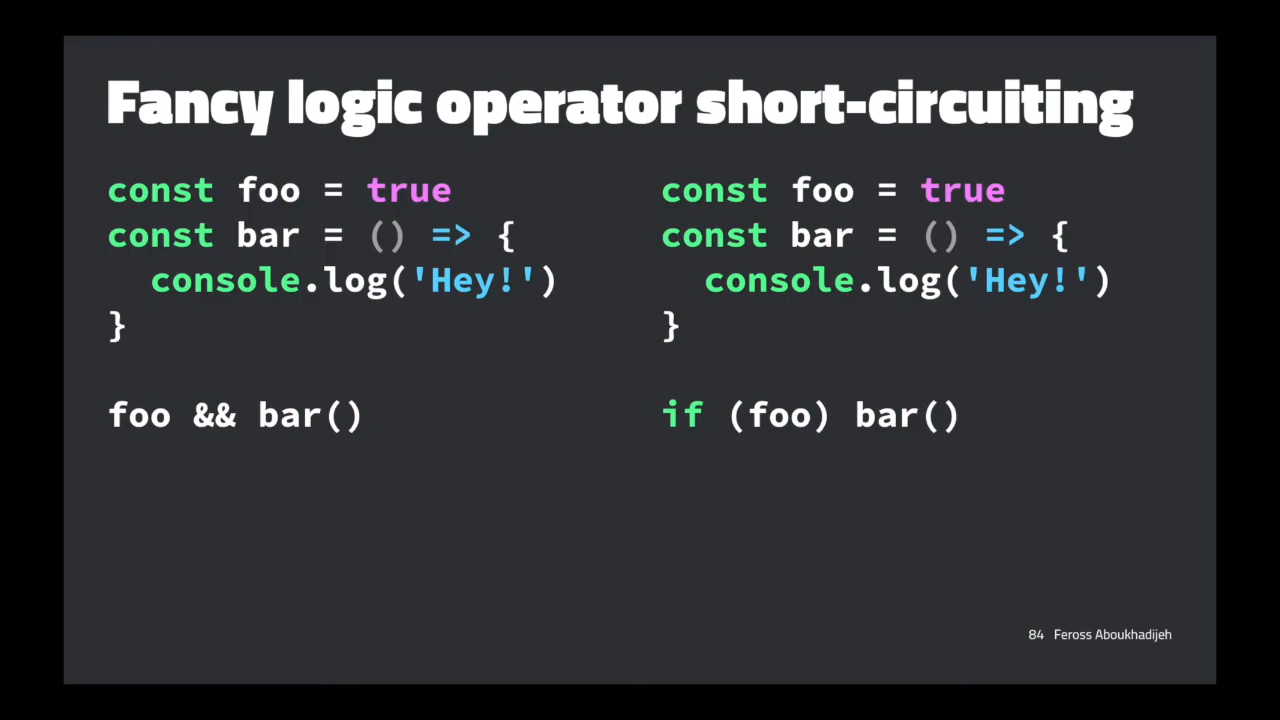 Fancy logic operator short-circuiting
const foo = true
const bar = () => {
  console.log('Hey!')
}
foo && bar()
const foo = true
const bar = () => {
  console.log('Hey!')
}
if (foo) bar()
84 Feross Aboukhadijeh